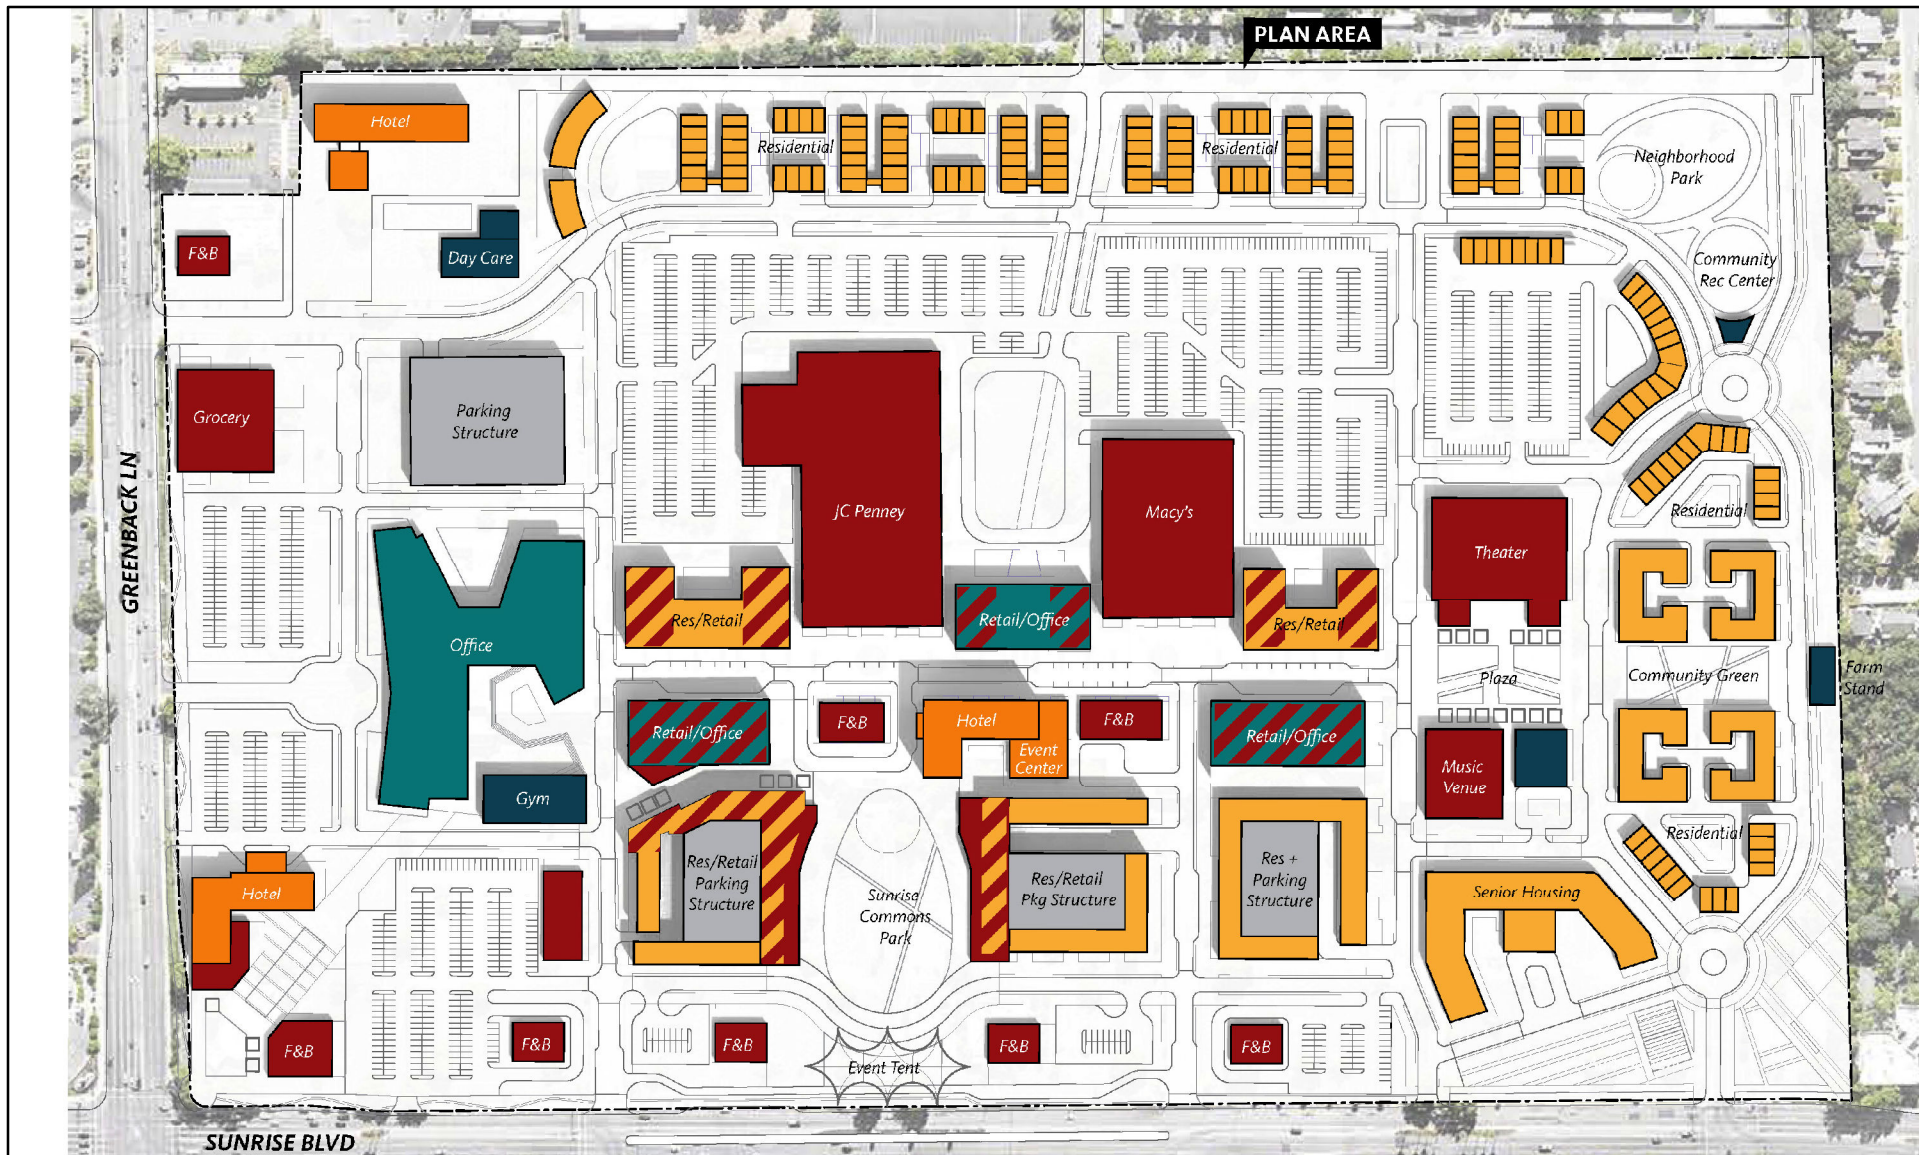 PLAN AREA
Hotel
Residential
Residential
Neighborhood
Park
F&B
Day Care
Community
Rec Center
Grocery
Parking
Structure
GREENBACK LN
JC Penney
Macy's
Theater
Residential
Office
Res/Retail
Retail/Office
Res/Retail
Plaza
Community Green
Farm
Stand
Retail/Office
F&B
Hotel
Event
Center
F&B
Retail/Office
Gym
Music
Venue
Residential
Hotel
Res/Retail
Parking
Structure
Sunrise
Commons
Park
Res/Retail
Pkg Structure
Res +
Parking
Structure
Senior Housing
F&B
F&B
F&B
Event Tent
F&B
F&B
SUNRISE BLVD